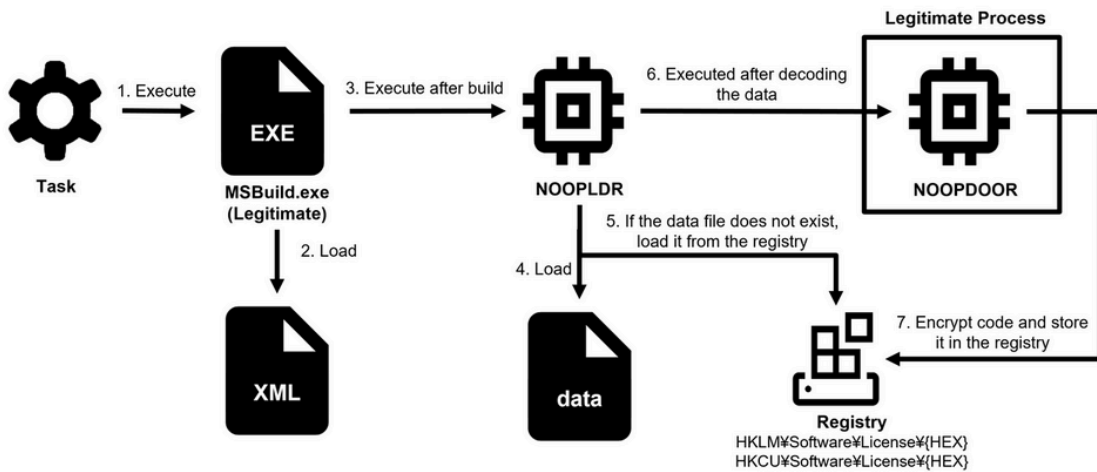 Legitimate Process
1. Execute
3. Execute after build
6. Executed after decoding
the data
EXE
Task
MSBuild.exe
(Legitimate)
NOOPLDR
NOOPDOOR
2. Load
5. If the data file does not exist,
load it from the registry
4. Load
7. Encrypt code and store
it in the registry
XML
data
Registry
HKLM¥Software¥License¥{HEX}
HKCU¥Software¥License¥{HEX}